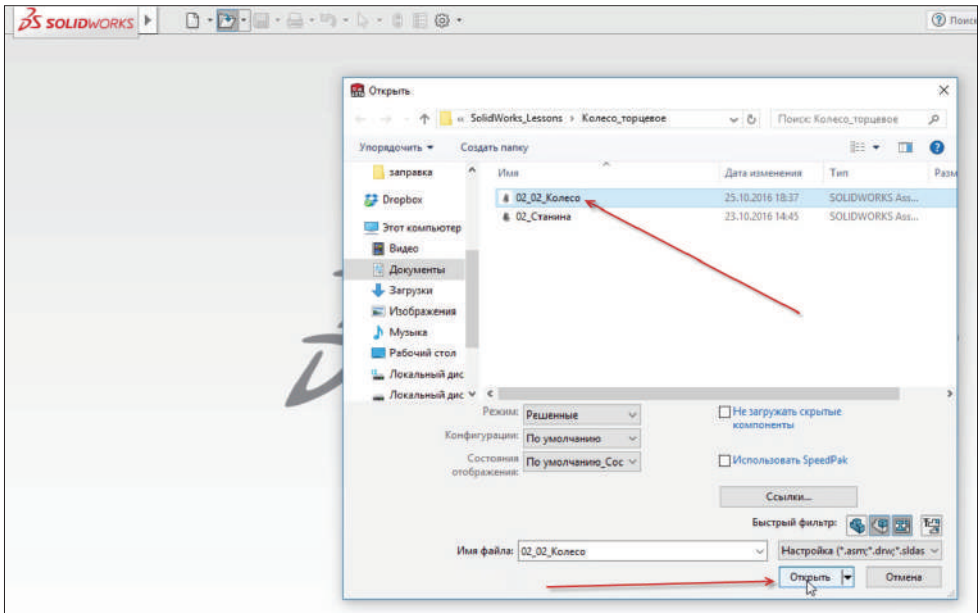 SOLIDWORKS
Открыть
« SolidWorks_Lessons › Колесо_торцевое
Поиск: Колесо_торцевое
Упорядочить
Создать папку
Имя
Дата изменения
Тип
заправка
Dropbox
Этот компьютер
Видео
Документы
Загрузки
Изображения
Музыка
Рабочий стол
Локальный дис
Локальный дис
02_02_Колесо 25.10.2016 18:37 SOLIDWORKS Ass...
02_Станина 23.10.2016 14:45 SOLIDWORKS Ass...
Режим: Решенные
Конфигурации: По умолчанию
Состояния отображения: По умолчанию_Сос
Не загружать скрытые
компоненты
Использовать SpeedPak
Ссылки...
Быстрый фильтр:
Имя файла: 02_02_Колесо
Настройка (*.asm;*.drw;*.sldas
Открыть
Отмена